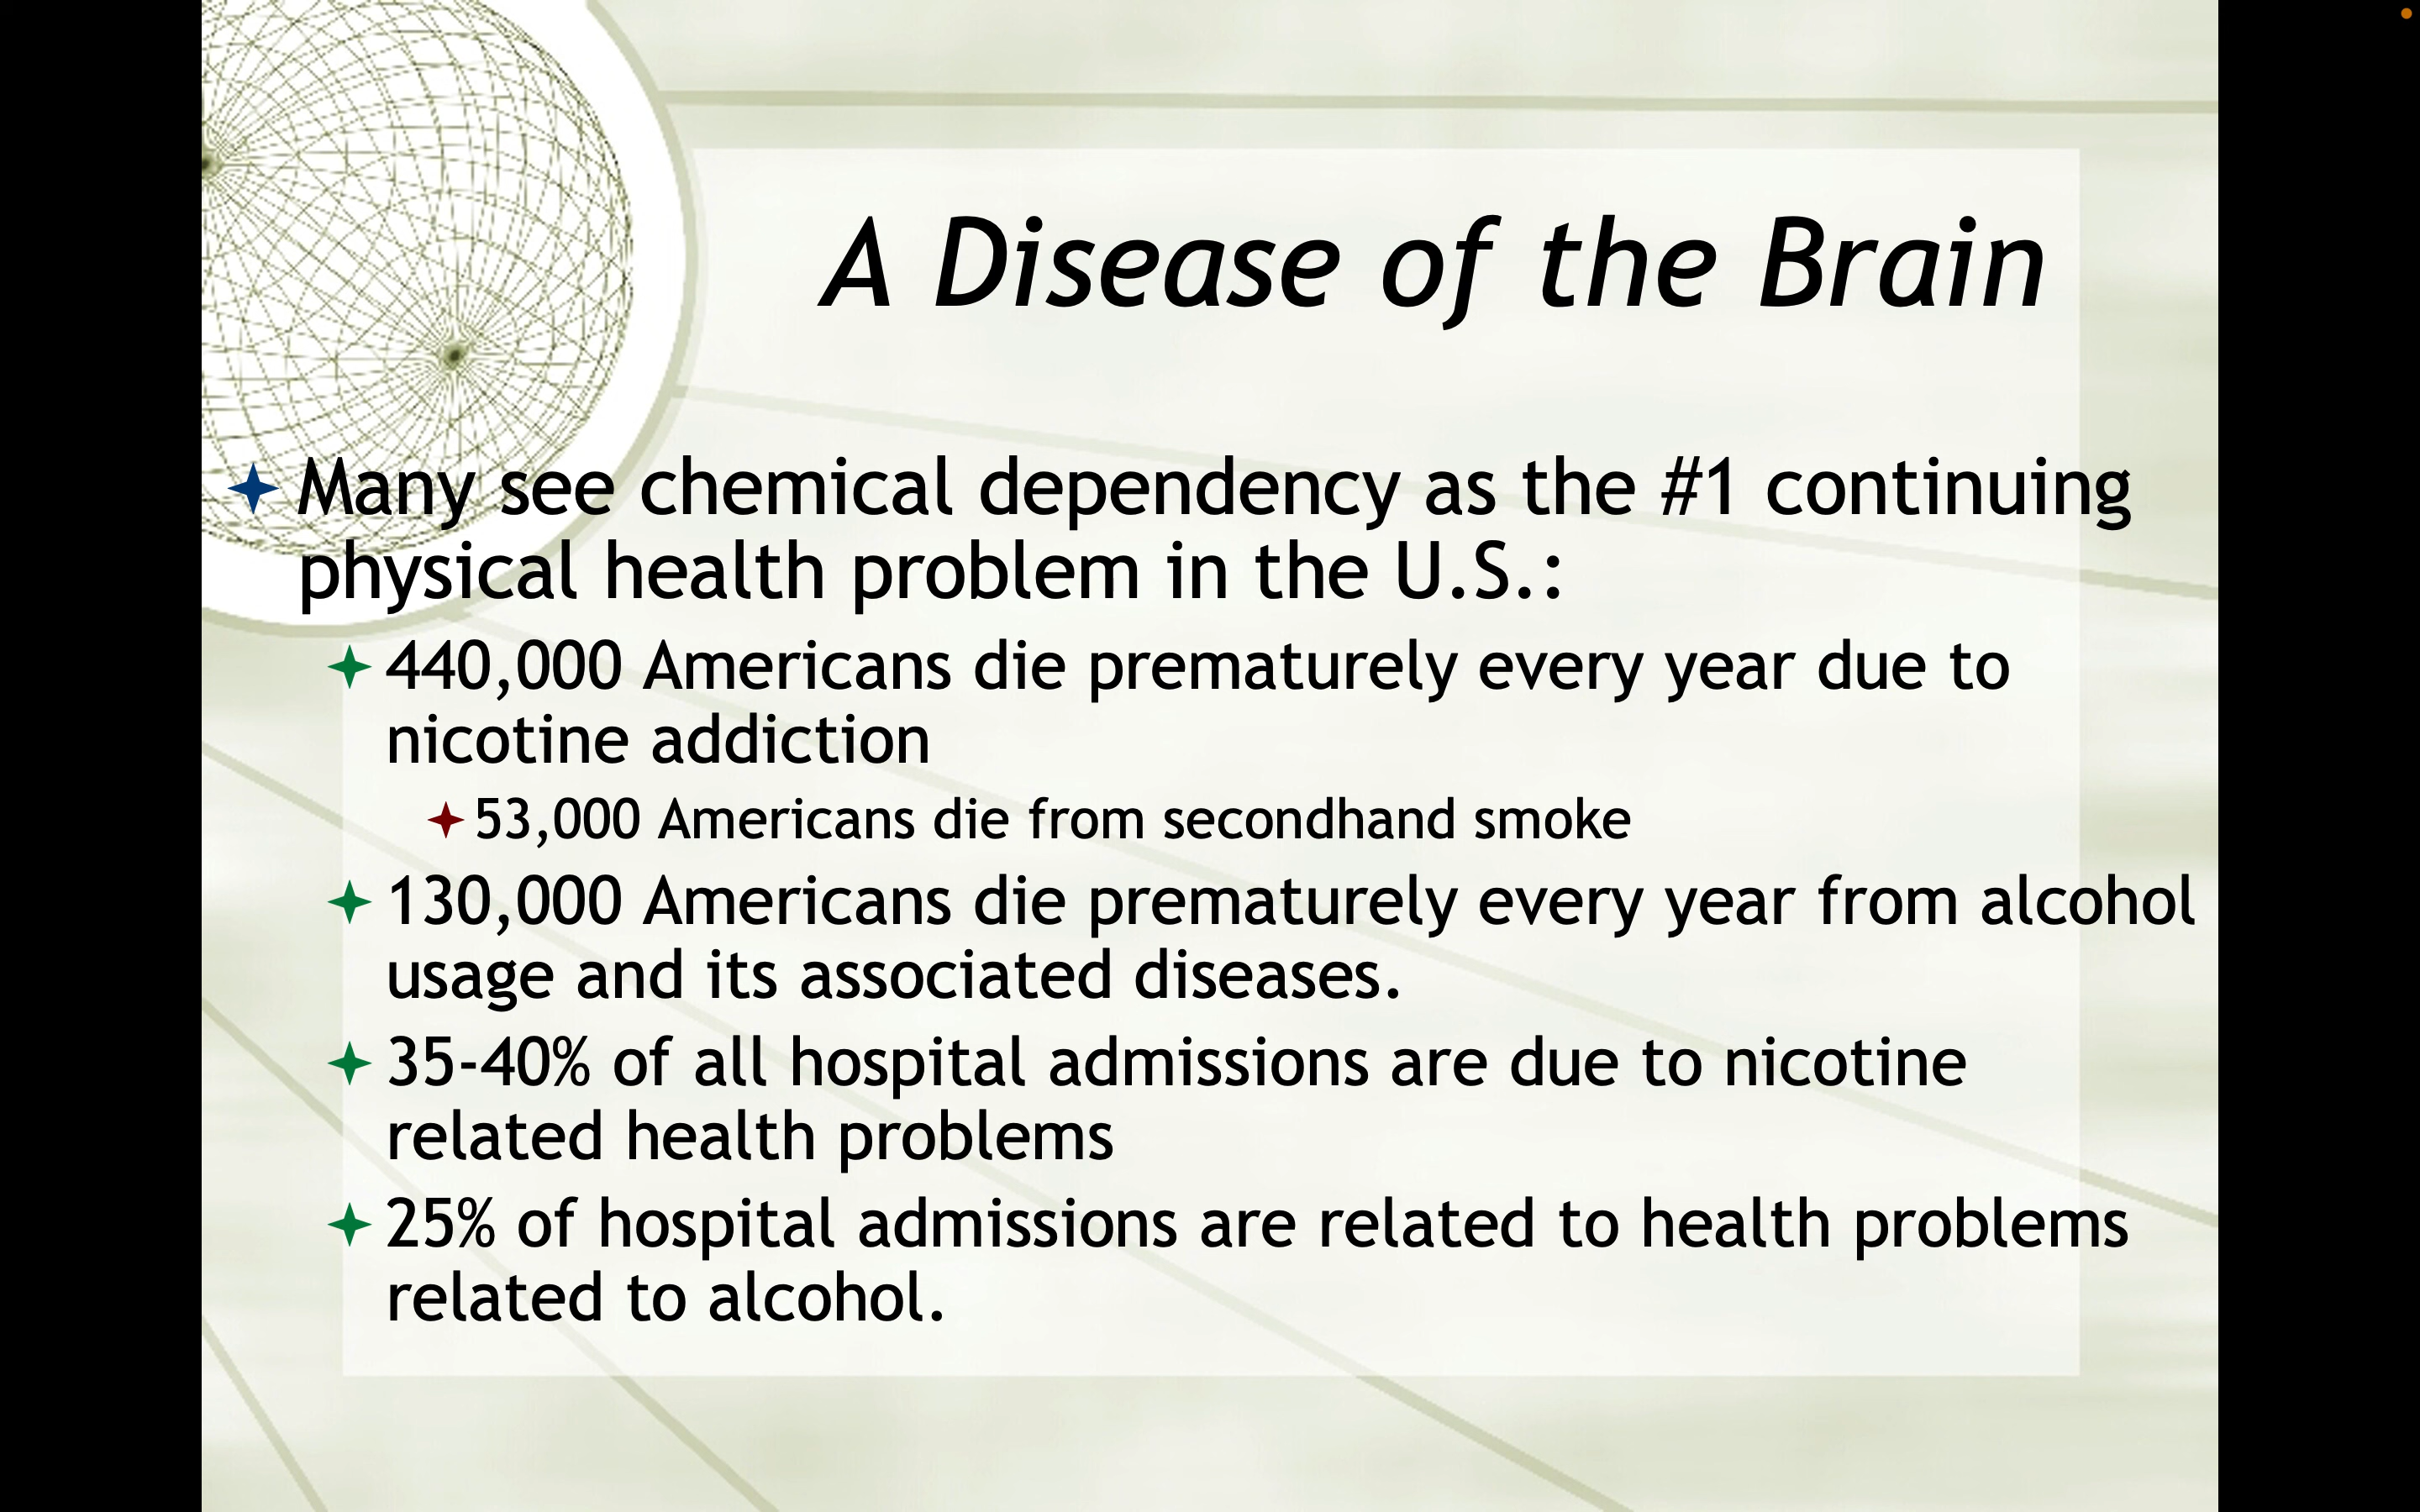 A Disease of the Brain
Many see chemical dependency as the #1 continuing
physical health problem in the U.S.:
440,000 Americans die prematurely every year due to
nicotine addiction
53,000 Americans die from secondhand smoke
130,000 Americans die prematurely every year from alcohol
usage and its associated diseases.
35-40% of all hospital admissions are due to nicotine
related health problems
25% of hospital admissions are related to health problems
related to alcohol.